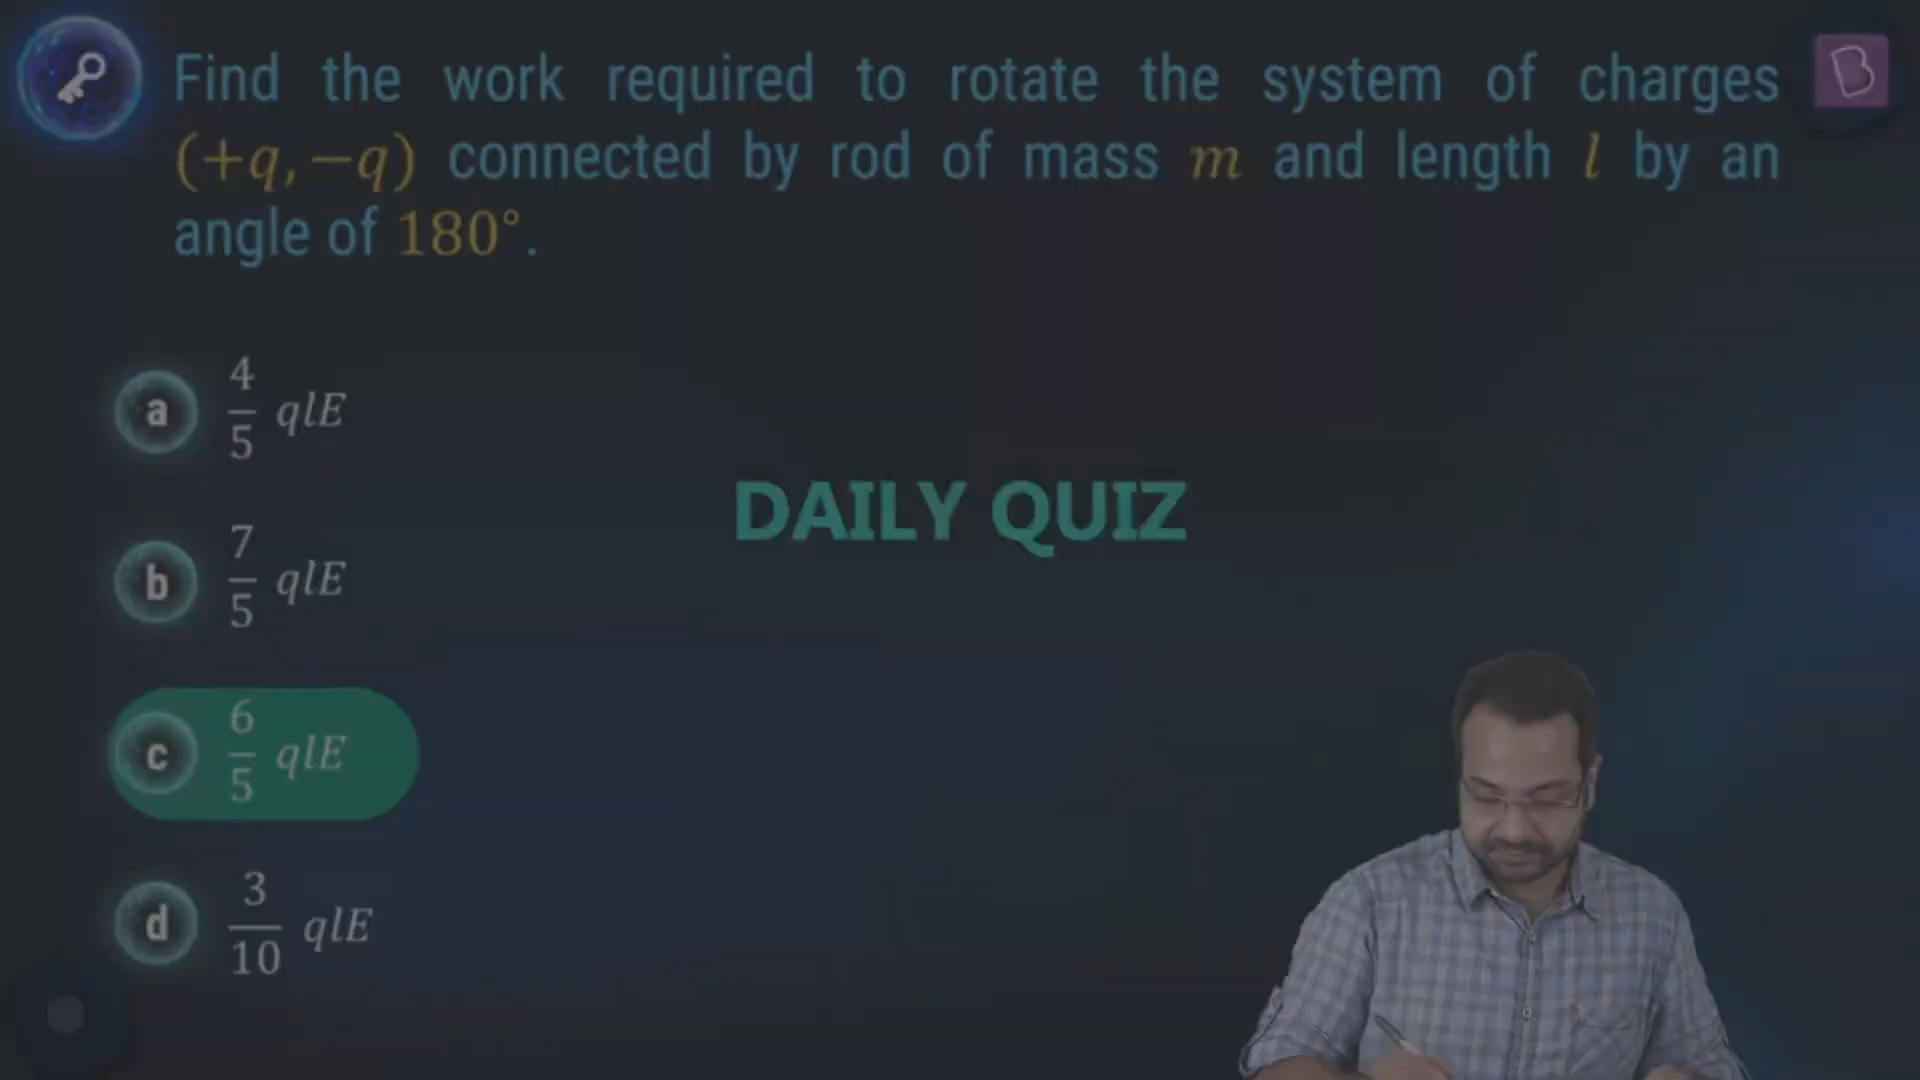 Find the work required to rotate the system of charges
(+q, −q) connected by rod of mass m and length l by an
angle of 180°.
a 4/5 qlE
DAILY QUIZ
b 7/5 qlE
c 6/5 qlE
d 3/10 qlE
B